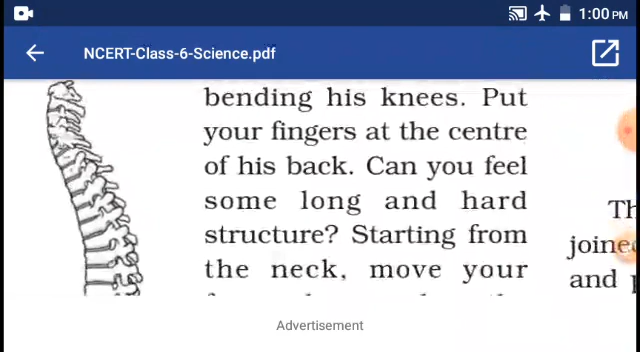 1:00 PM
NCERT-Class-6-Science.pdf
bending his knees. Put
your fingers at the centre
of his back. Can you feel
some long and hard
structure? Starting from
the neck, move your
joine
and
Advertisement